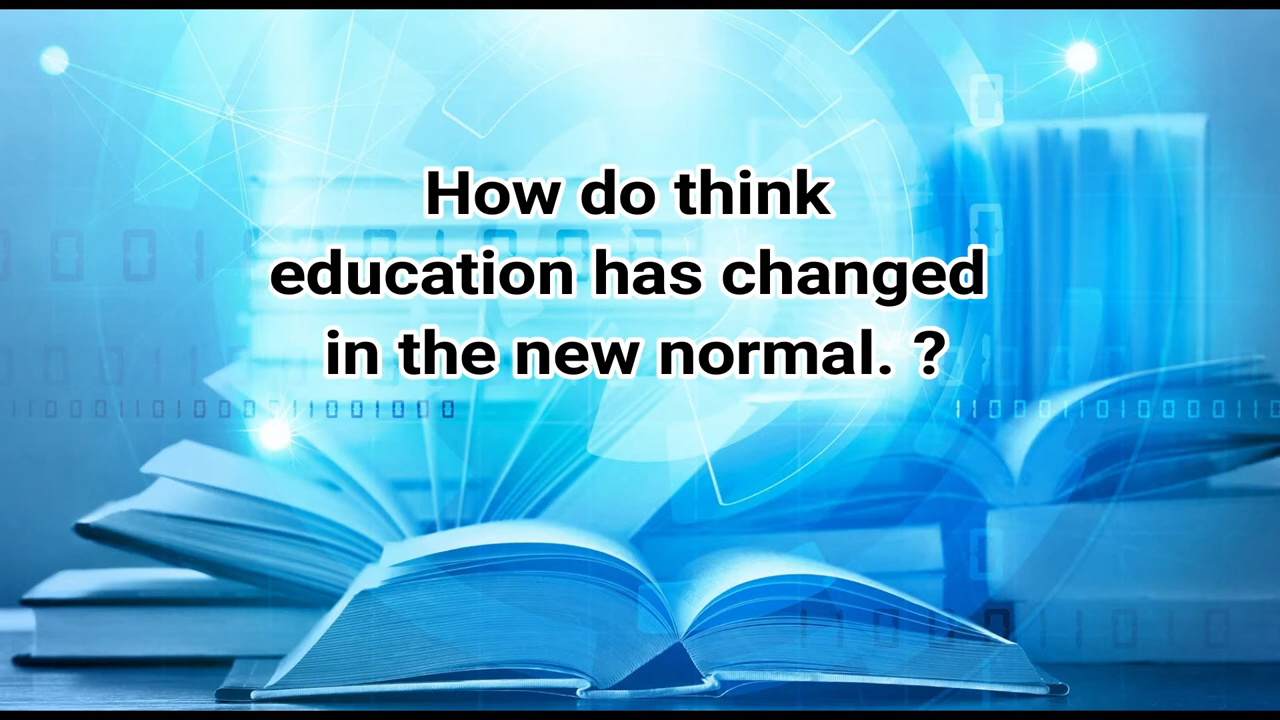 How do think
education has changed
in the new normal. ?